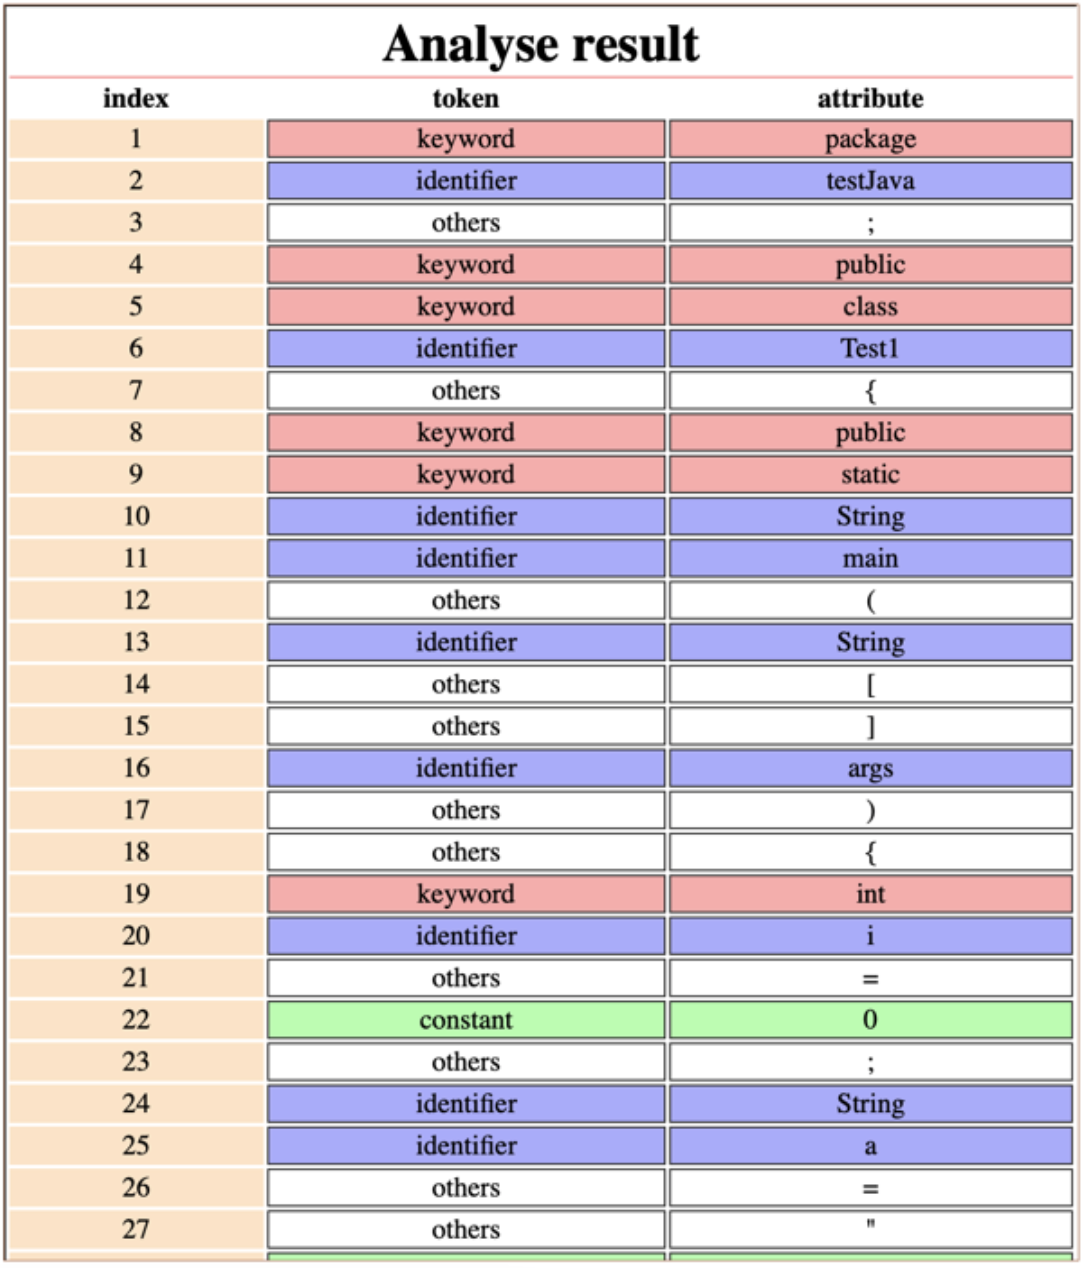 Analyse result
index token attribute
1 keyword package
2 identifier testJava
3 others ;
4 keyword public
5 keyword class
6 identifier Test1
7 others {
8 keyword public
9 keyword static
10 identifier String
11 identifier main
12 others (
13 identifier String
14 others [
15 others ]
16 identifier args
17 others )
18 others {
19 keyword int
20 identifier i
21 others =
22 constant 0
23 others ;
24 identifier String
25 identifier a
26 others =
27 others "